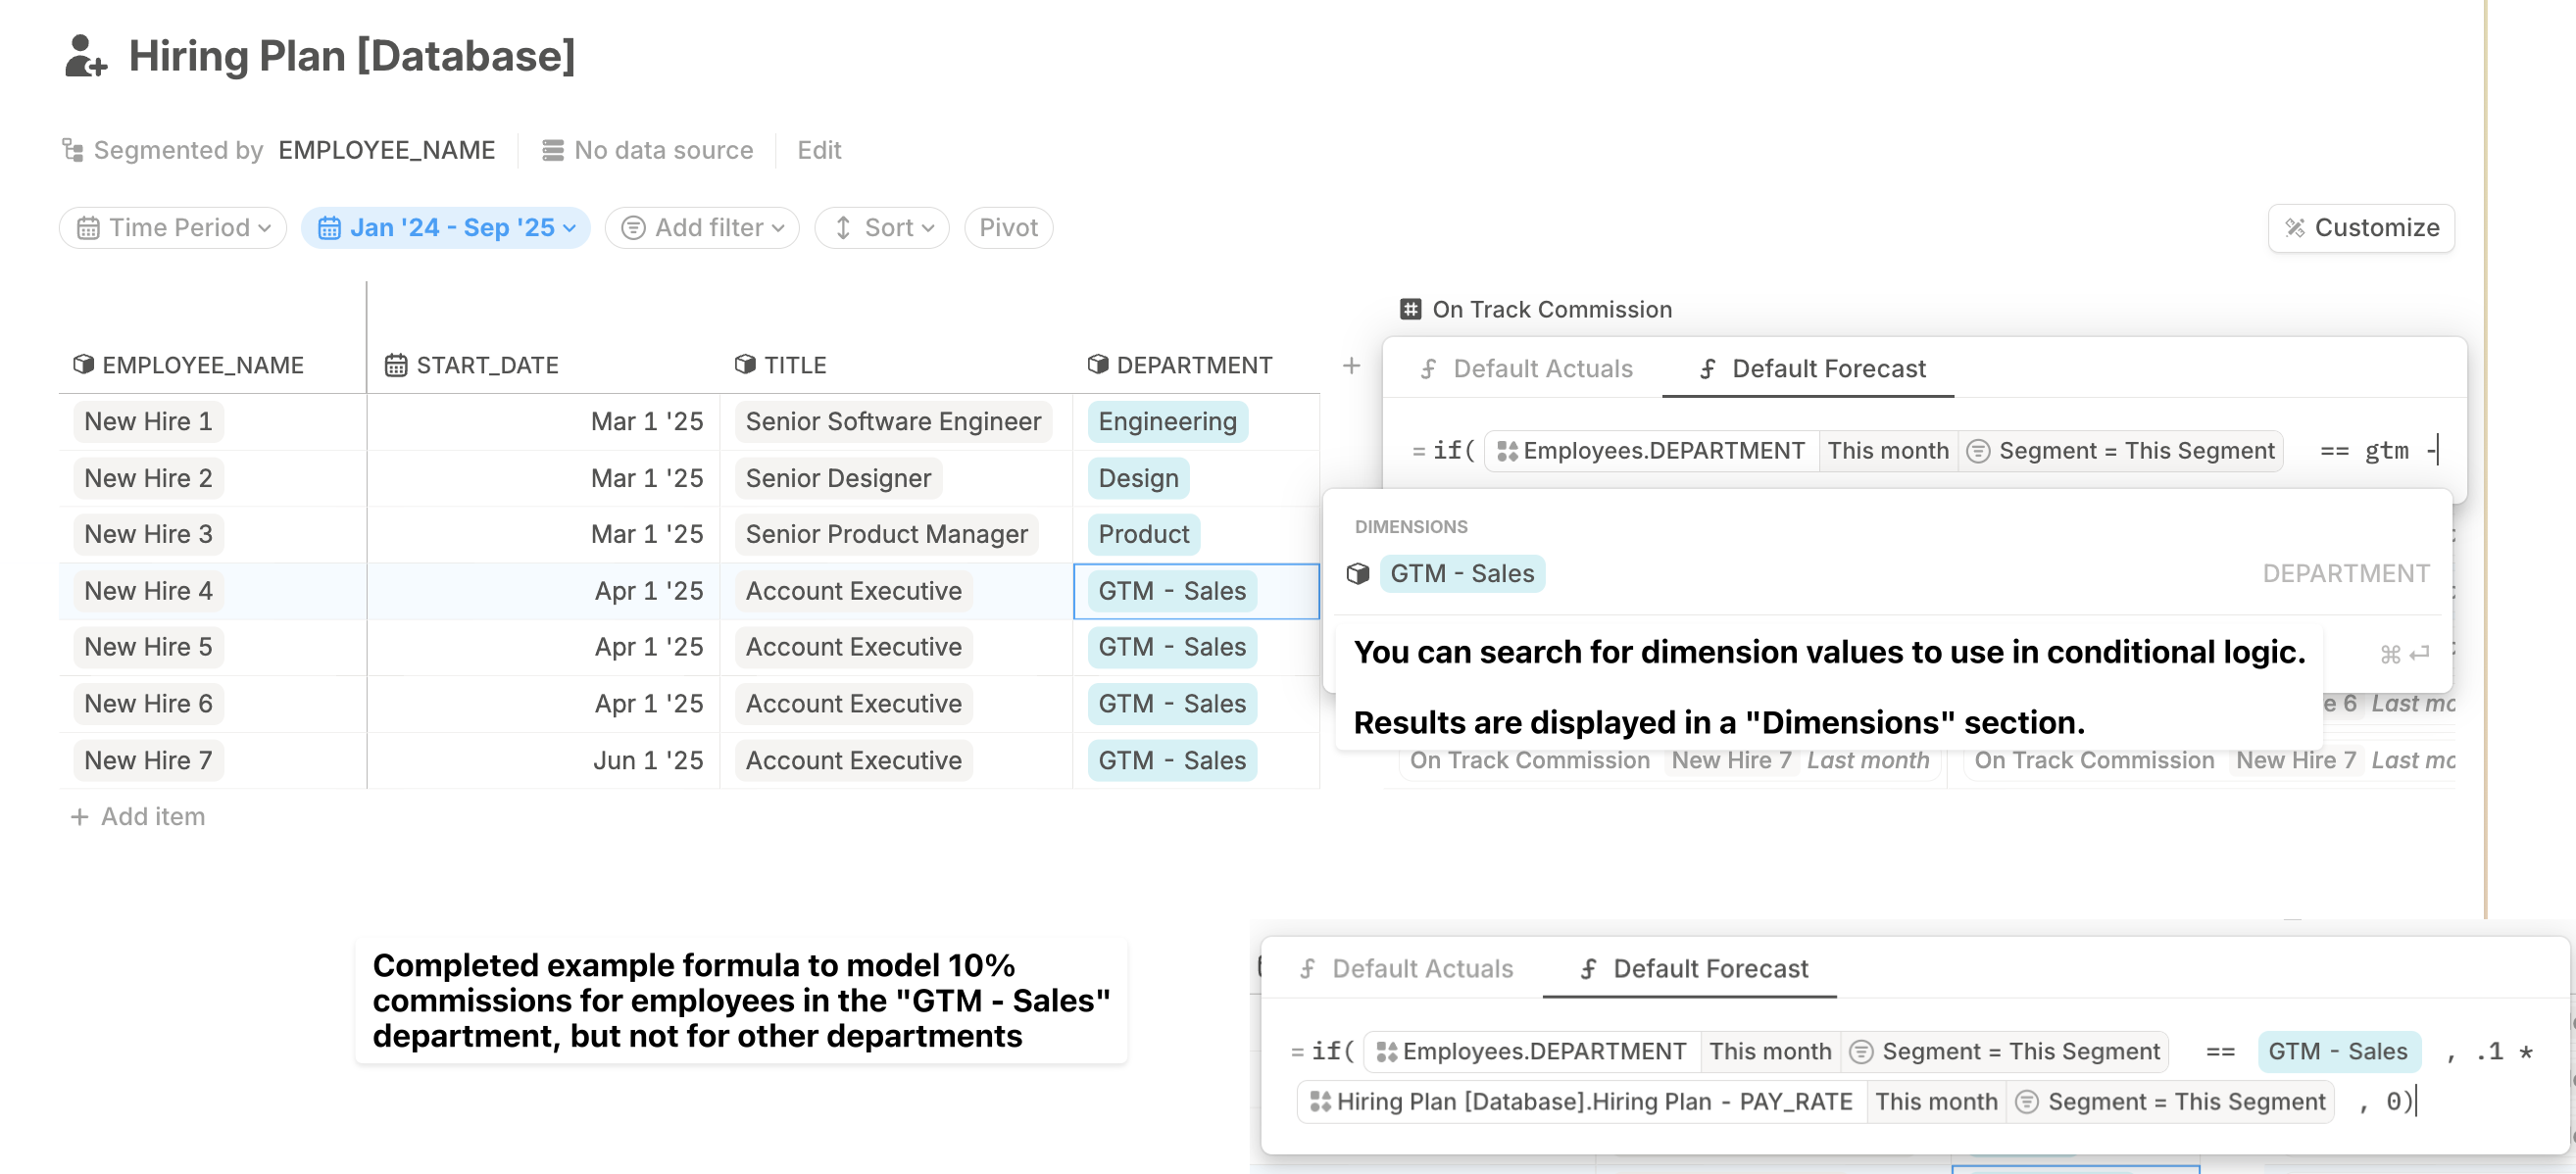 Hiring Plan [Database]
Segmented by EMPLOYEE_NAME No data source Edit
Time Period Jan '24 - Sep '25 Add filter Sort Pivot Customize
On Track Commission
EMPLOYEE_NAME START_DATE TITLE DEPARTMENT +
Default Actuals Default Forecast
New Hire 1 Mar 1 '25 Senior Software Engineer Engineering
= if( Employees.DEPARTMENT This month Segment = This Segment == gtm -
New Hire 2 Mar 1 '25 Senior Designer Design
New Hire 3 Mar 1 '25 Senior Product Manager Product
DIMENSIONS
GTM - Sales DEPARTMENT
New Hire 4 Apr 1 '25 Account Executive GTM - Sales
New Hire 5 Apr 1 '25 Account Executive GTM - Sales
You can search for dimension values to use in conditional logic. ⌘ ↵
New Hire 6 Apr 1 '25 Account Executive GTM - Sales
e 6 Last mo
Results are displayed in a "Dimensions" section.
New Hire 7 Jun 1 '25 Account Executive GTM - Sales
On Track Commission New Hire 7 Last month On Track Commission New Hire 7 Last mo
+ Add item
Completed example formula to model 10%
commissions for employees in the "GTM - Sales"
department, but not for other departments
Default Actuals Default Forecast
= if( Employees.DEPARTMENT This month Segment = This Segment == GTM - Sales , .1 *
Hiring Plan [Database].Hiring Plan - PAY_RATE This month Segment = This Segment , 0)